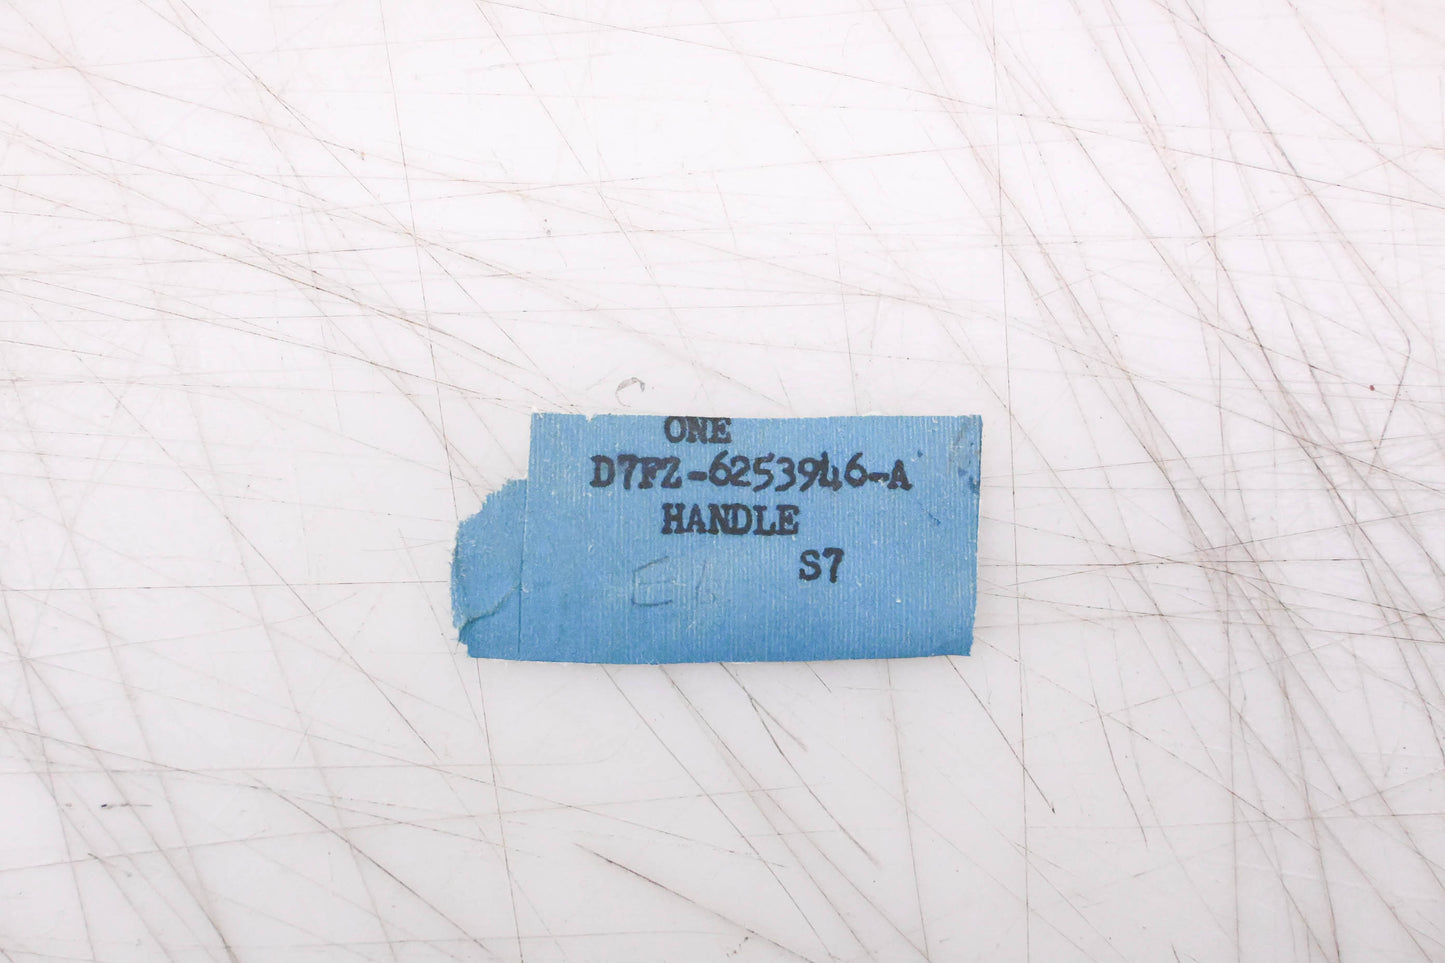 ONE
D7FZ-6253946-A
HANDLE
S7